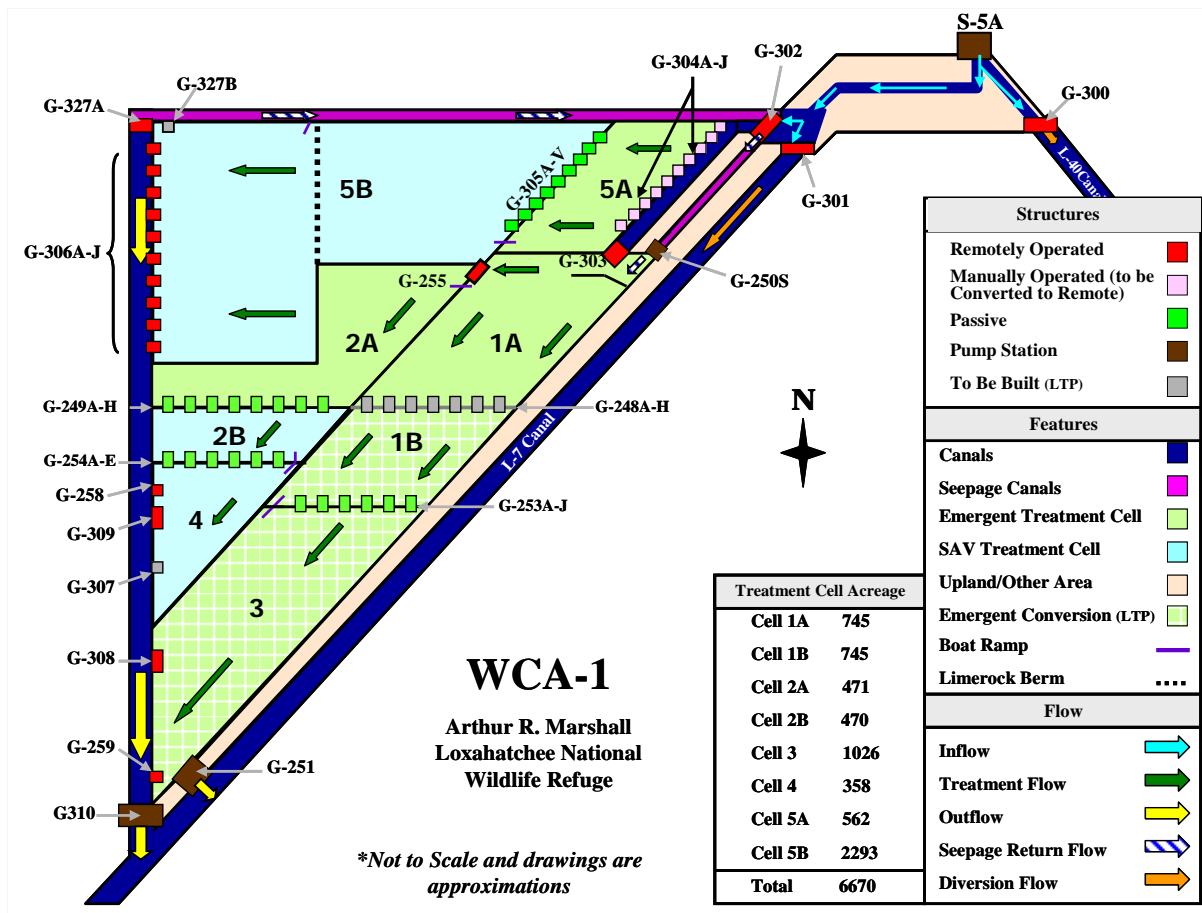 S-5A
G-302
G-304A-J
G-327B
G-327A
G-300
L-40Canal
G-305A-V
5A
5B
G-301
G-306A-J
G-303
G-255
G-250S
2A
1A
G-249A-H
G-248A-H
2B
1B
L-7 Canal
G-254A-E
G-258
G-253A-J
4
G-309
G-307
3
G-308
G-259
G-251
G310
N
WCA-1
Arthur R. Marshall
Loxahatchee National
Wildlife Refuge
*Not to Scale and drawings are
approximations
Treatment Cell Acreage
Cell 1A 745
Cell 1B 745
Cell 2A 471
Cell 2B 470
Cell 3 1026
Cell 4 358
Cell 5A 562
Cell 5B 2293
Total 6670
Structures
Remotely Operated
Manually Operated (to be
Converted to Remote)
Passive
Pump Station
To Be Built (LTP)
Features
Canals
Seepage Canals
Emergent Treatment Cell
SAV Treatment Cell
Upland/Other Area
Emergent Conversion (LTP)
Boat Ramp
Limerock Berm
Flow
Inflow
Treatment Flow
Outflow
Seepage Return Flow
Diversion Flow